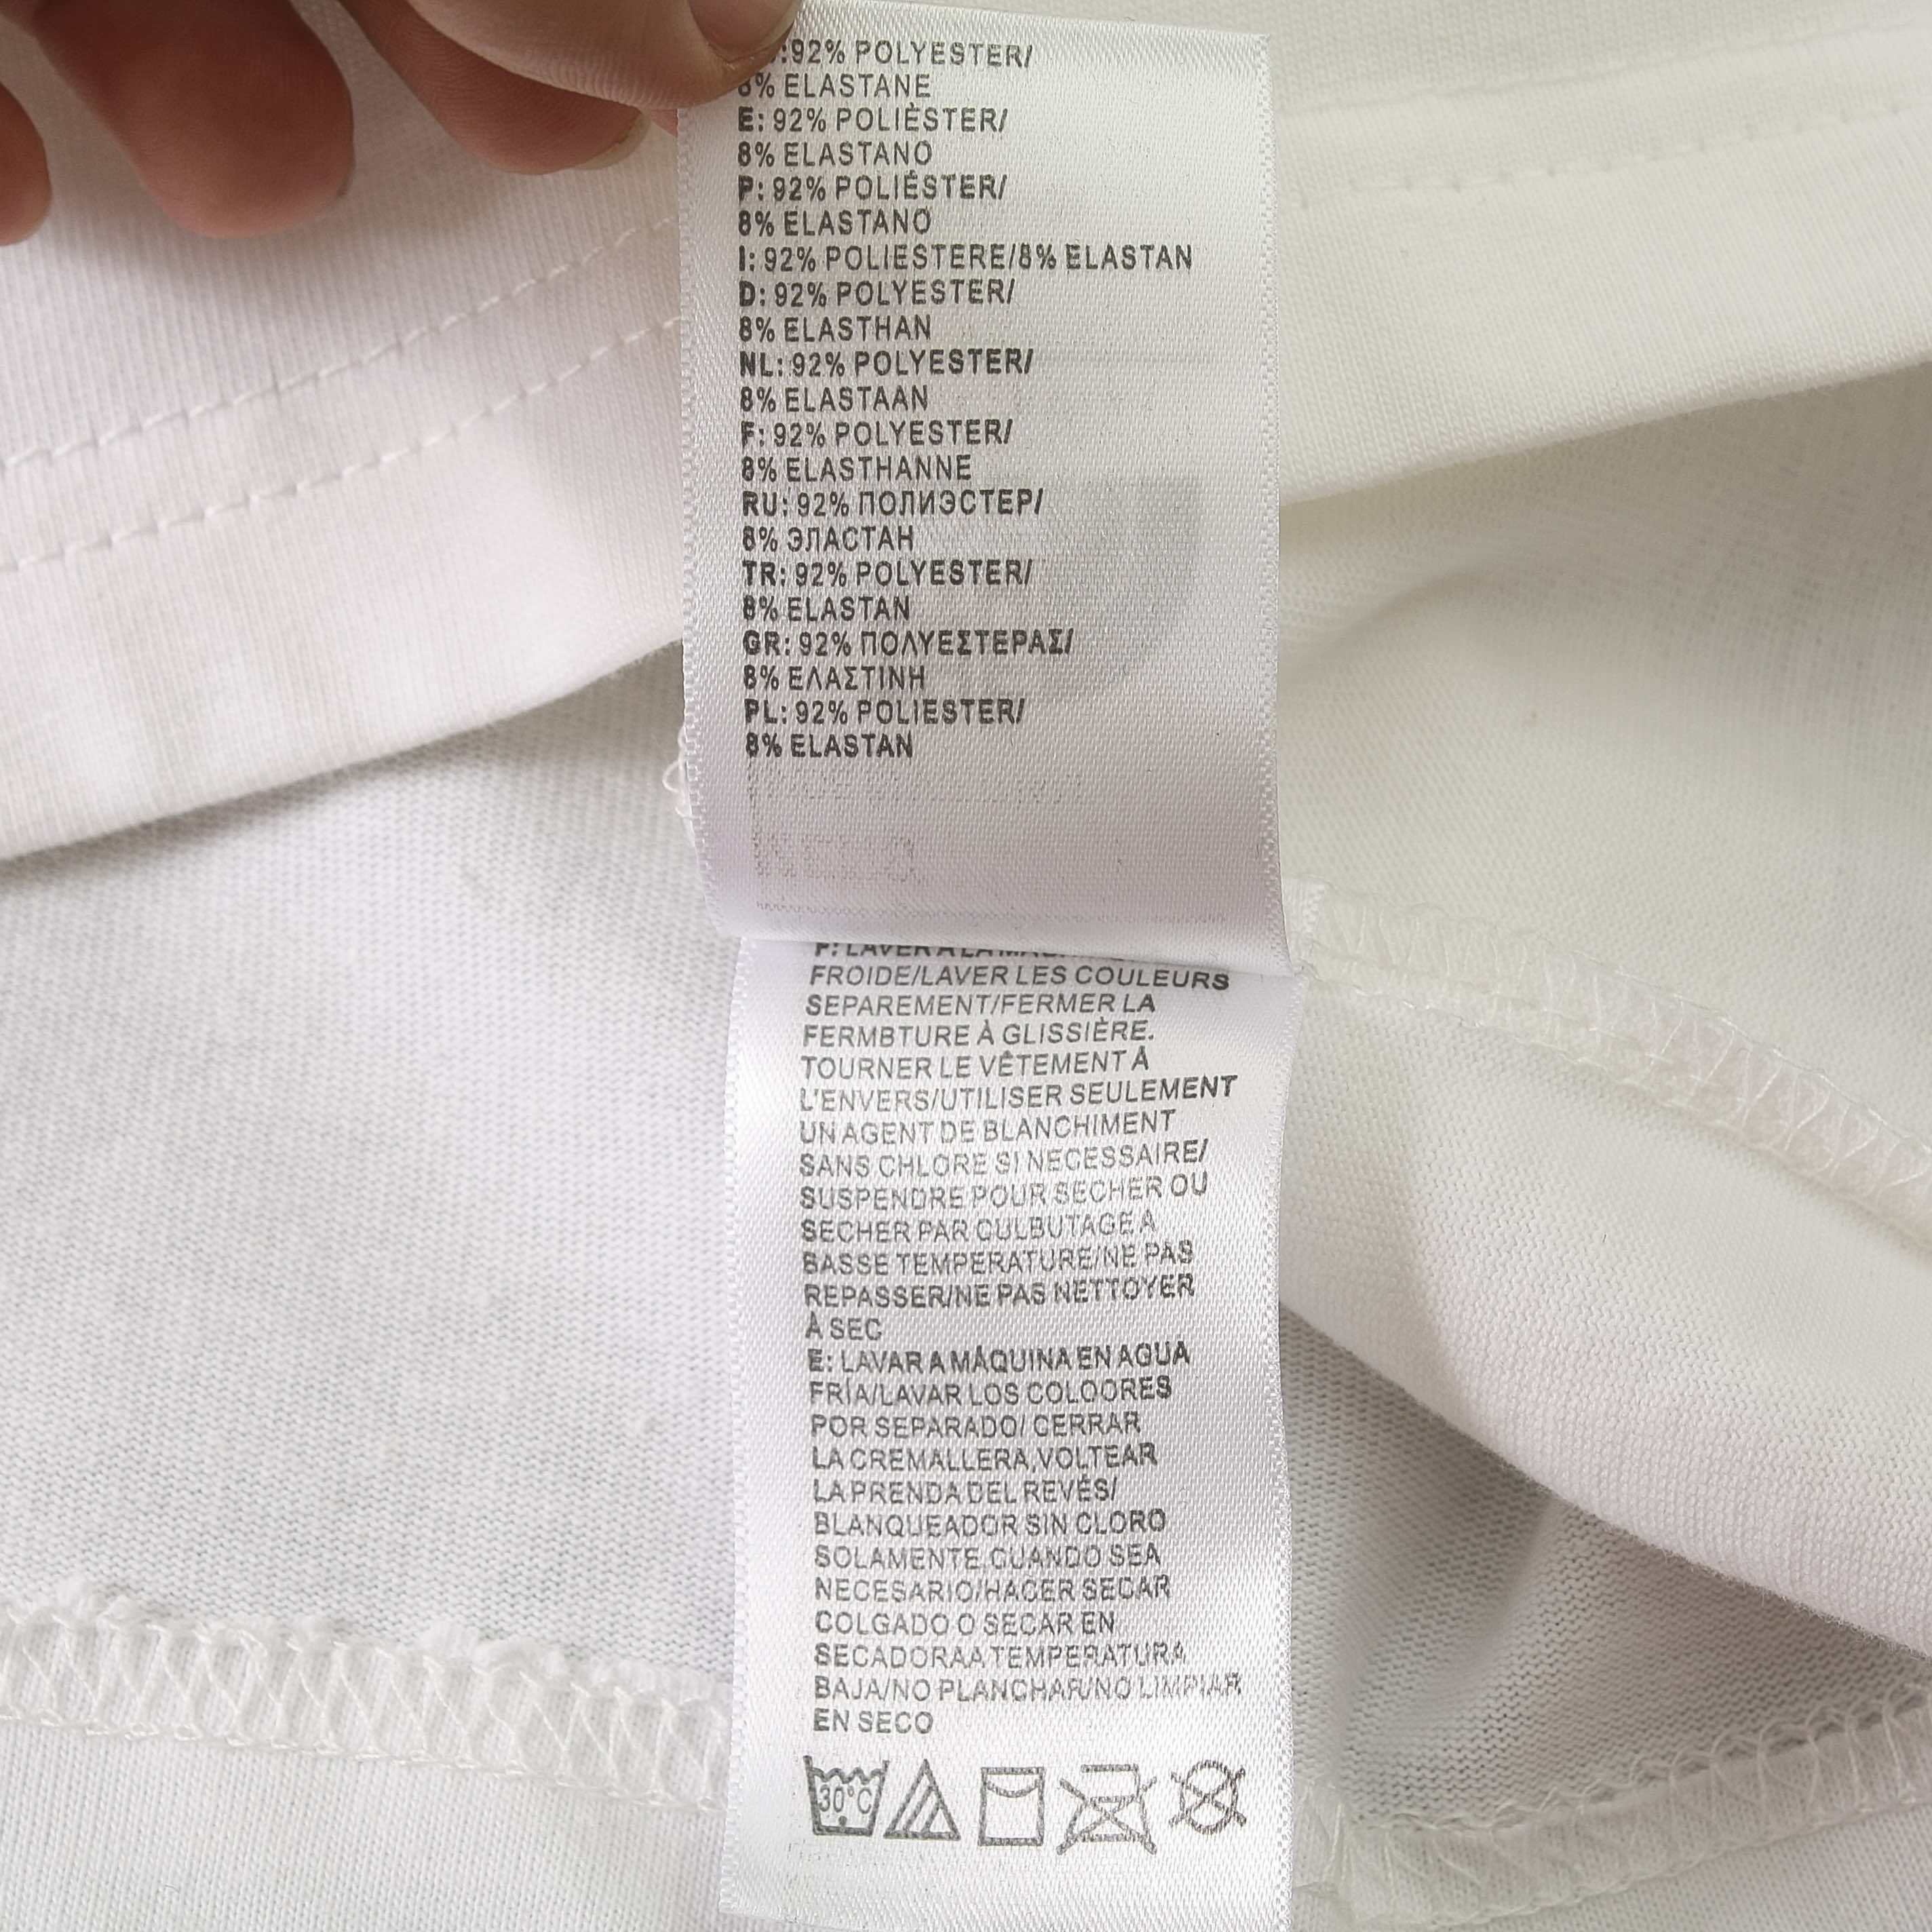 :92% POLYESTER/
8% ELASTANE
E: 92% POLIÈSTER/
8% ELASTANO
P: 92% POLIÉSTER/
8% ELASTANO
I: 92% POLIESTERE/8% ELASTAN
D: 92% POLYESTER/
8% ELASTHAN
NL: 92% POLYESTER/
8% ELASTAAN
F: 92% POLYESTER/
8% ELASTHANNE
RU: 92% ПОЛИЭСТЕР/
8% ЭЛАСТАН
TR: 92% POLYESTER/
8% ELASTAN
GR: 92% ΠΟΛΥΕΣΤΕΡΑΣ/
8% ΕΛΑΣΤΙΝΗ
PL: 92% POLIESTER/
8% ELASTAN
F: LAVER A LA
FROIDE/LAVER LES COULEURS
SEPAREMENT/FERMER LA
FERMBTURE À GLISSIÈRE.
TOURNER LE VÊTEMENT À
L'ENVERS/UTILISER SEULEMENT
UN AGENT DE BLANCHIMENT
SANS CHLORE SI NECESSAIRE/
SUSPENDRE POUR SECHER OU
SECHER PAR CULBUTAGE A
BASSE TEMPERATURE/NE PAS
REPASSER/NE PAS NETTOYER
À SEC
E: LAVAR A MÁQUINA EN AGUA
FRÍA/LAVAR LOS COLOORES
POR SEPARADO/ CERRAR
LA CREMALLERA, VOLTEAR
LA PRENDA DEL REVÉS/
BLANQUEADOR SIN CLORO
SOLAMENTE, CUANDO SEA
NECESARIO/HACER SECAR
COLGADO O SECAR EN
SECADORA A TEMPERATURA
BAJA/NO PLANCHAR/NO LIMPIAR
EN SECO
30°C